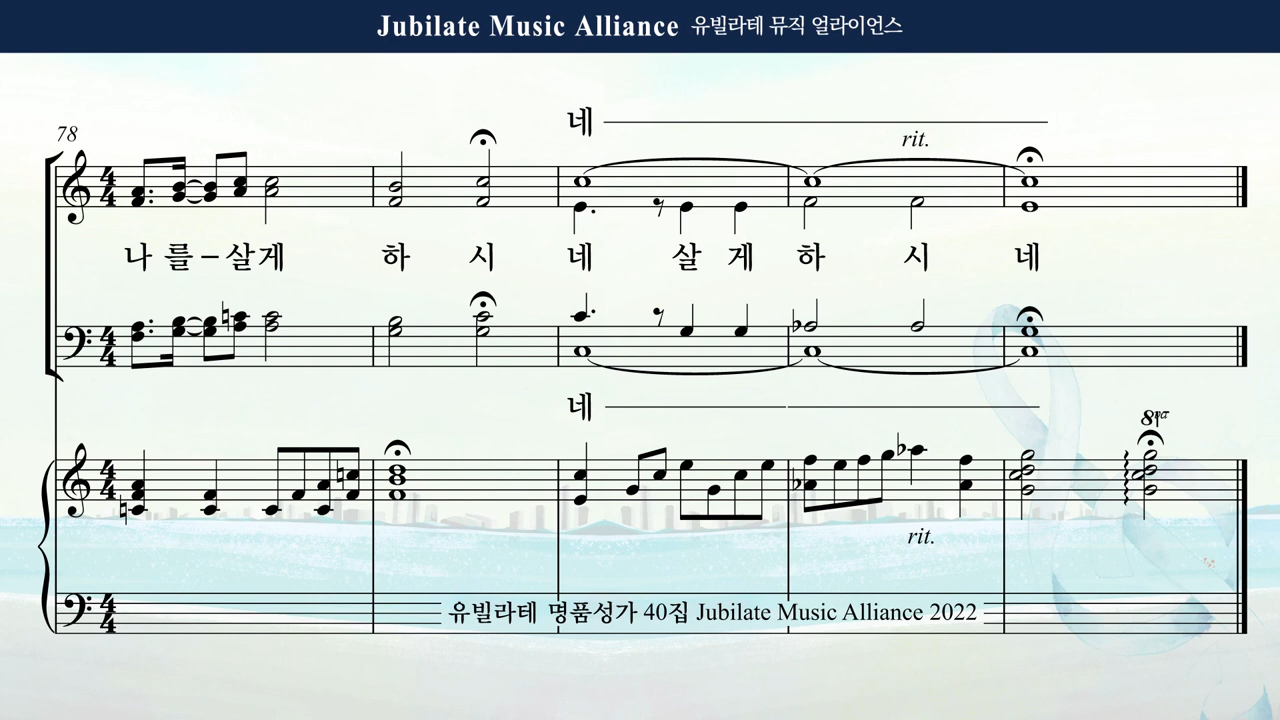 Jubilate Music Alliance 유빌라테 뮤직 얼라이언스
78
네
rit.
나 를 – 살 게 하 시 네 살 게 하 시 네
네
8va
rit.
유빌라테 명품성가 40집 Jubilate Music Alliance 2022